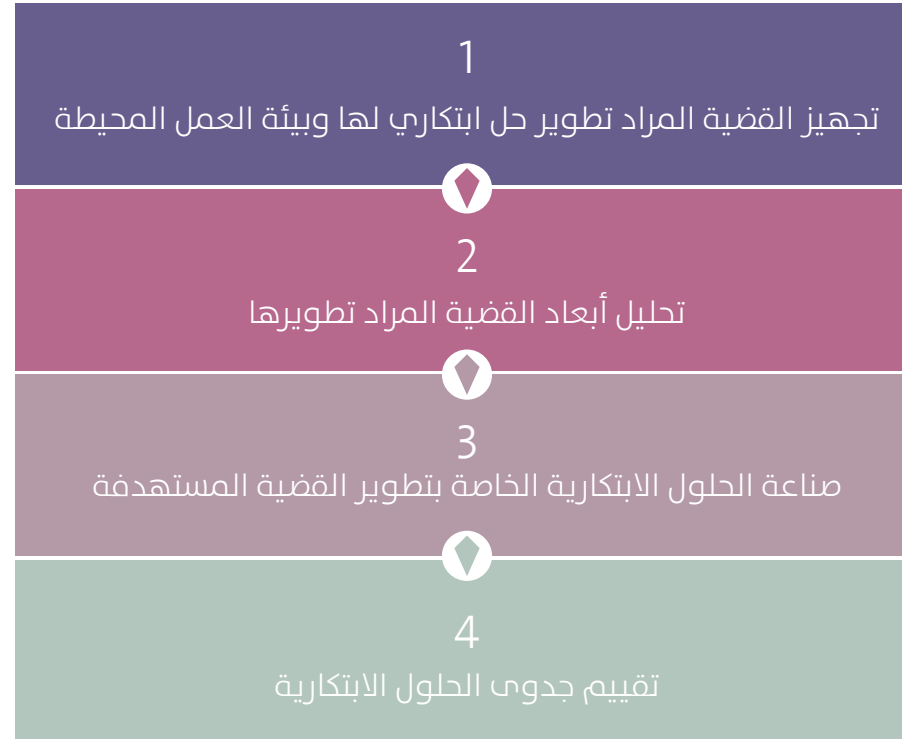 1
تجهيز القضية المراد تطوير حل ابتكاري لها وبيئة العمل المحيطة
2
تحليل أبعاد القضية المراد تطويرها
3
صناعة الحلول الابتكارية الخاصة بتطوير القضية المستهدفة
4
تقييم جدوى الحلول الابتكارية